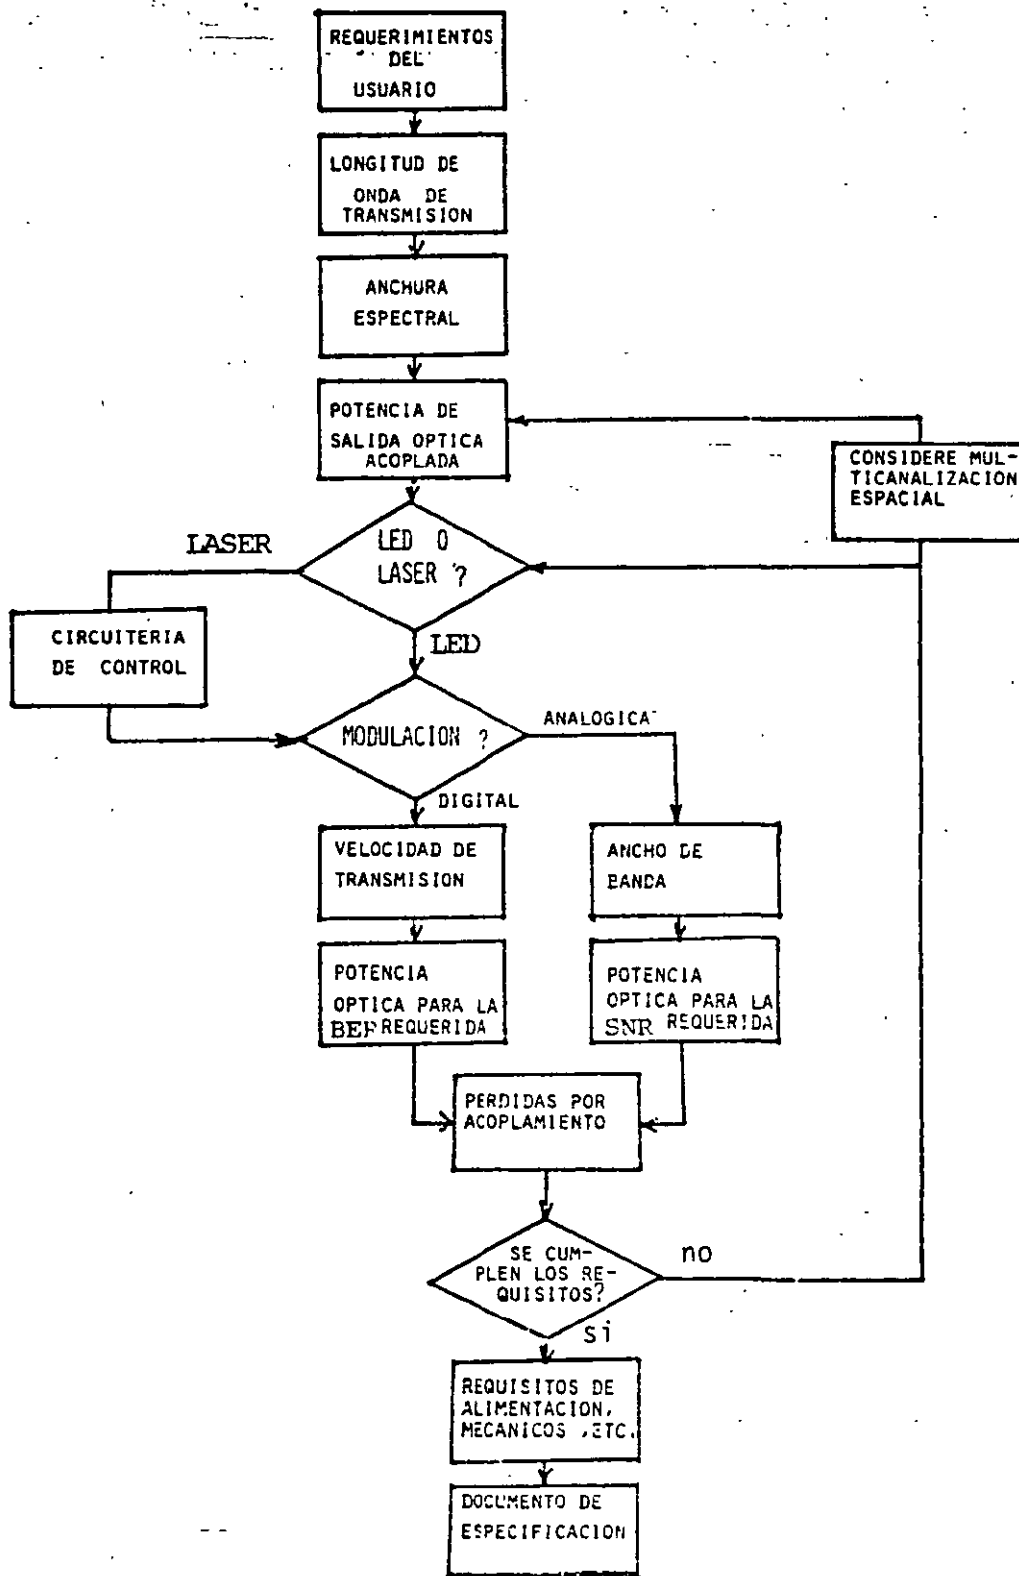 REQUERIMIENTOS
DEL
USUARIO
LONGITUD DE
ONDA DE
TRANSMISION
ANCHURA
ESPECTRAL
POTENCIA DE
SALIDA OPTICA
ACOPLADA
CONSIDERE MUL-
TICANALIZACION
ESPACIAL
LED O
LASER ?
LASER
CIRCUITERIA
DE CONTROL
LED
MODULACION ?
ANALOGICA
DIGITAL
VELOCIDAD DE
TRANSMISION
ANCHO DE
BANDA
POTENCIA
OPTICA PARA LA
BER REQUERIDA
POTENCIA
OPTICA PARA LA
SNR REQUERIDA
PERDIDAS POR
ACOPLAMIENTO
SE CUM-
PLEN LOS RE-
QUISITOS?
no
si
REQUISITOS DE
ALIMENTACION,
MECANICOS ,ETC.
DOCUMENTO DE
ESPECIFICACION